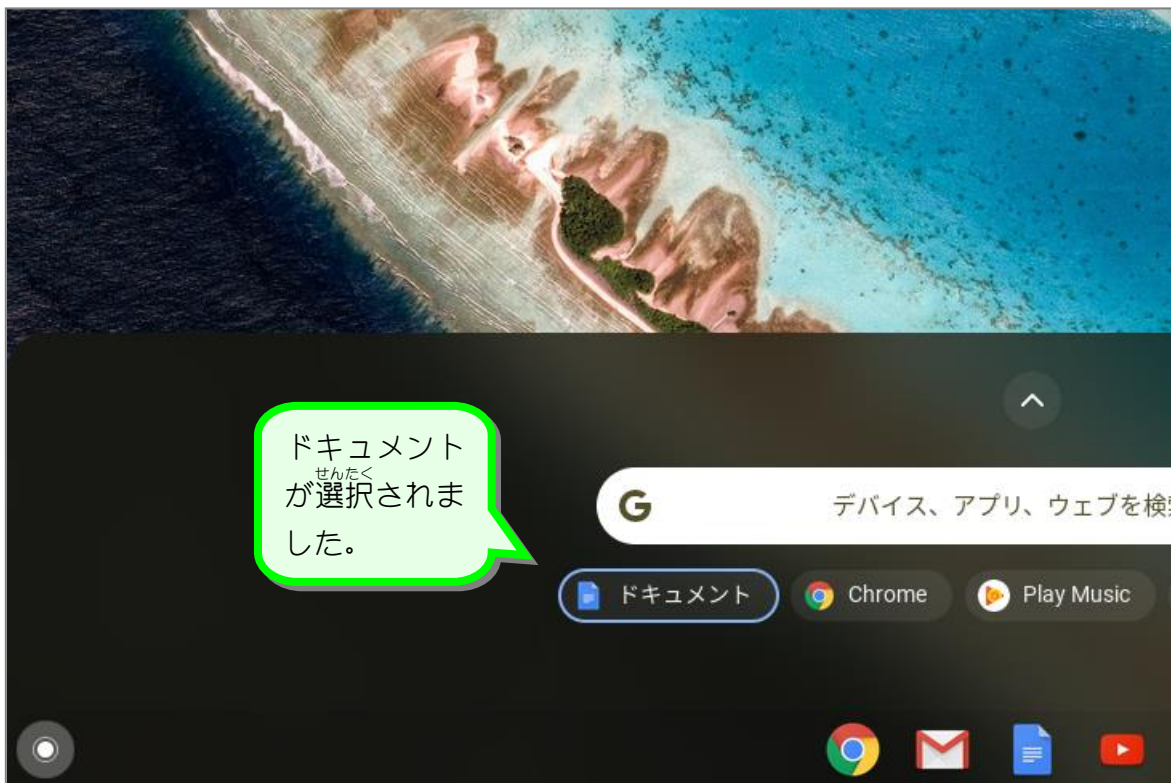 ドキュメント
せんたく
が選択されま
した。
G
デバイス、アプリ、ウェブを検
ドキュメント
Chrome
Play Music